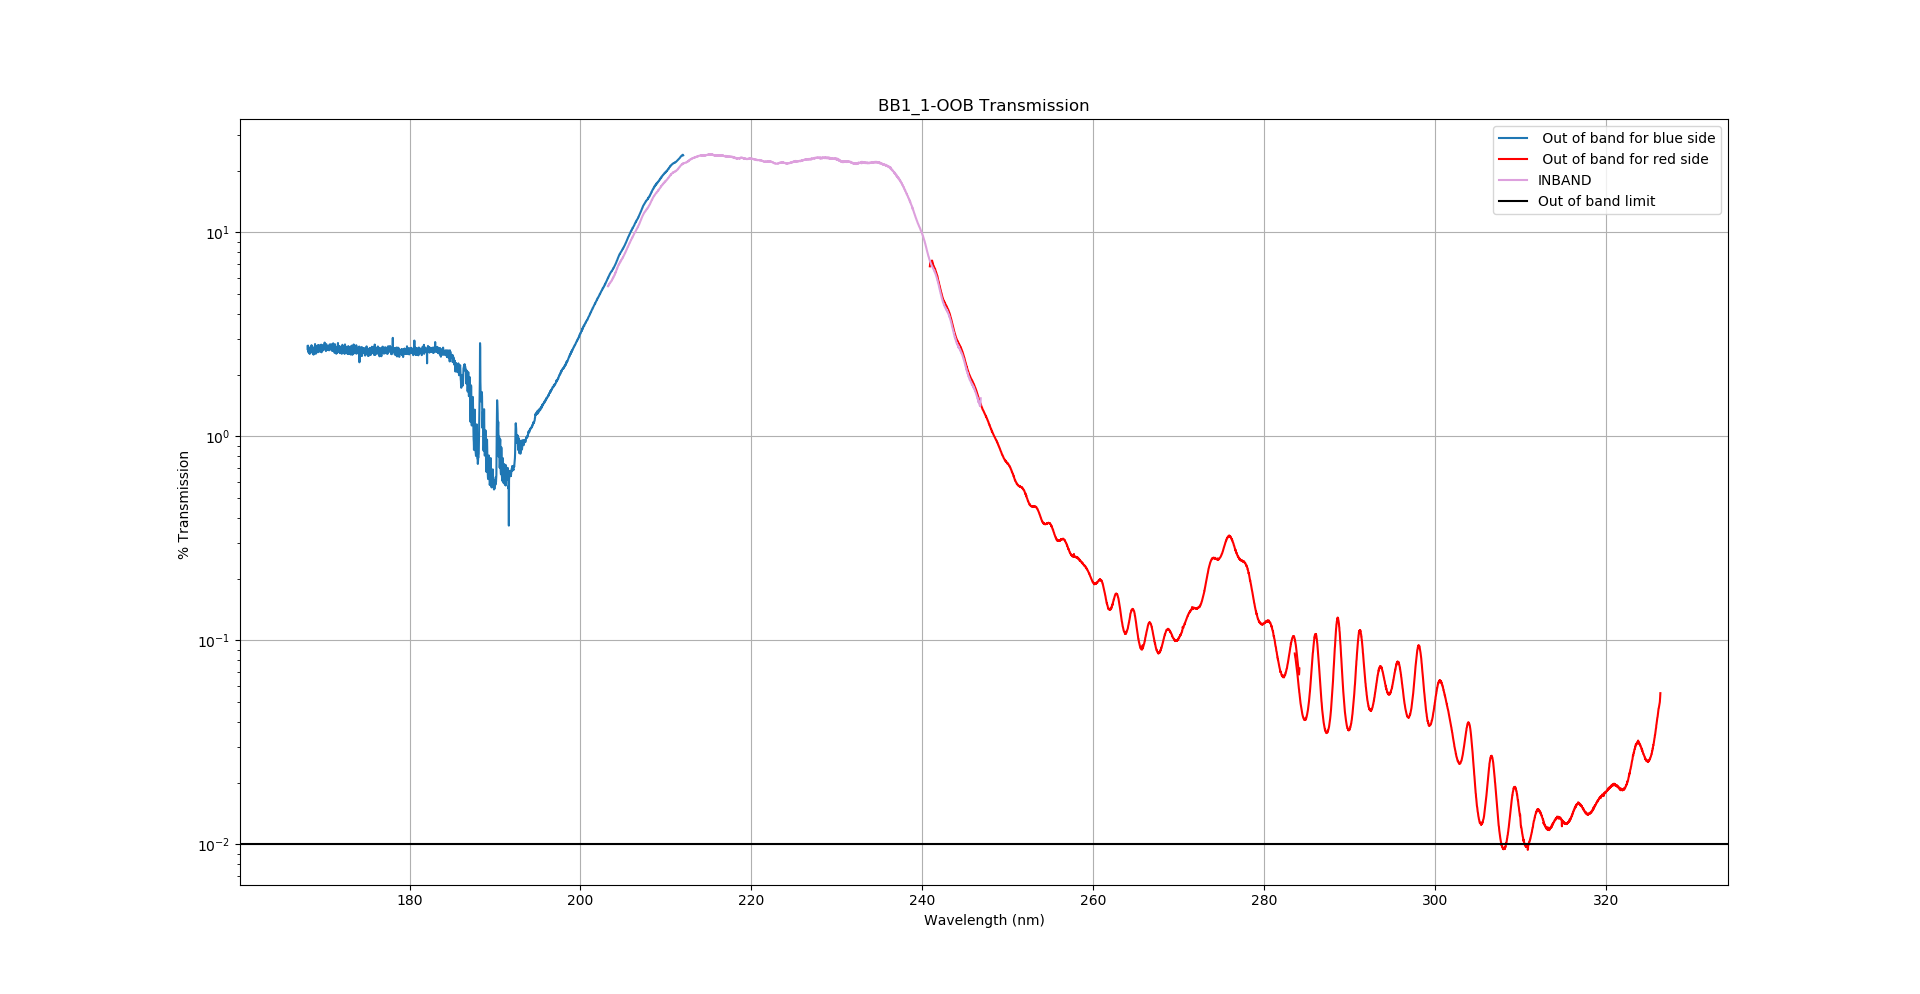 BB1_1-OOB Transmission
Out of band for blue side
Out of band for red side
INBAND
Out of band limit
% Transmission
10¹
10⁰
10⁻¹
10⁻²
180 200 220 240 260 280 300 320
Wavelength (nm)